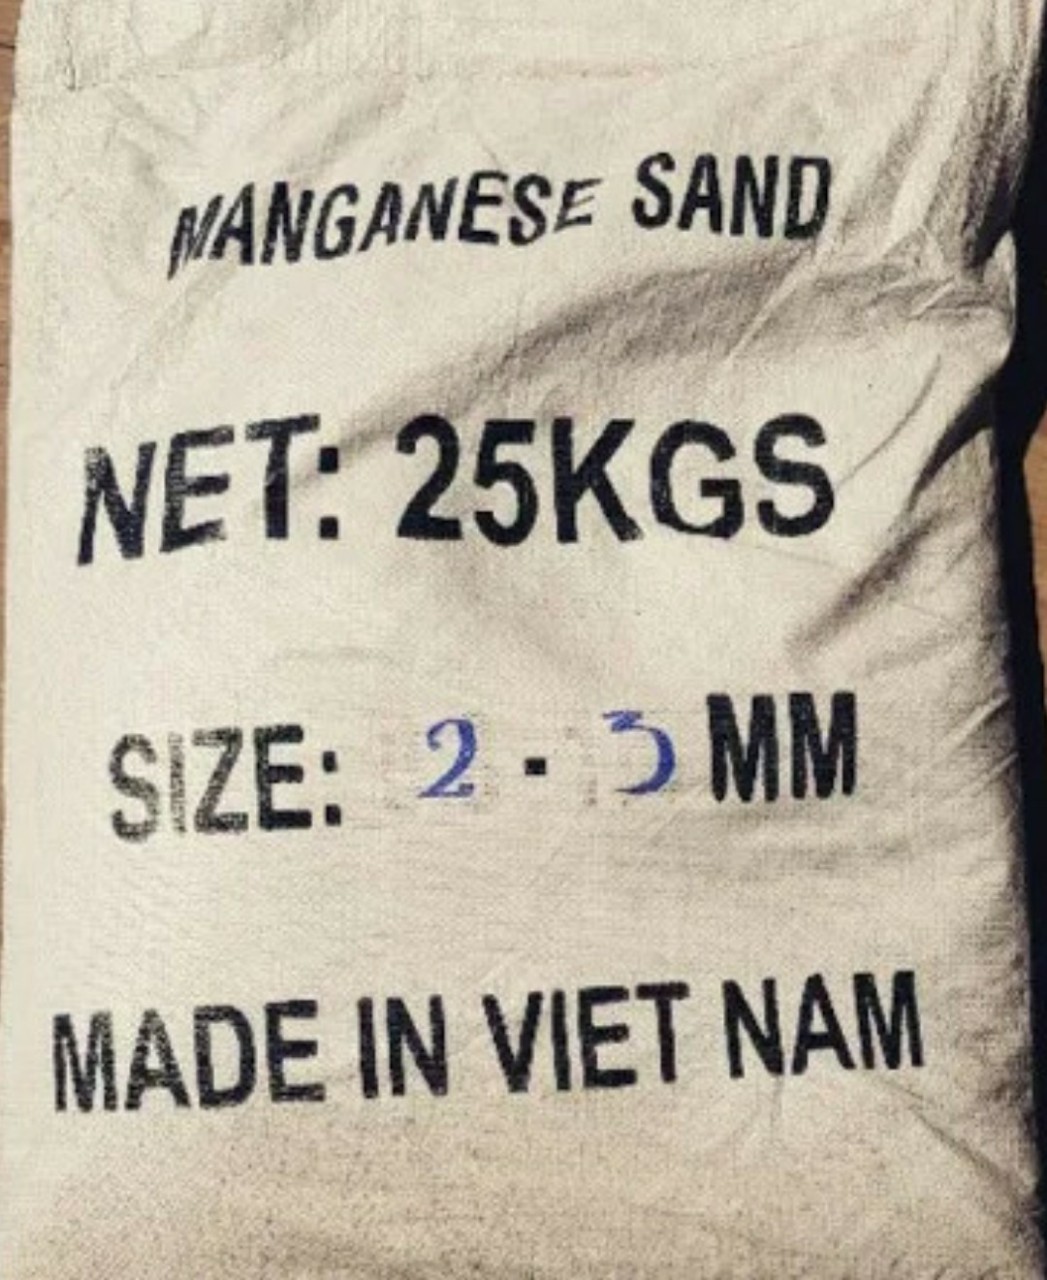 MANGANESE SAND
NET: 25KGS
SIZE: 2 - 3 MM
MADE IN VIET NAM